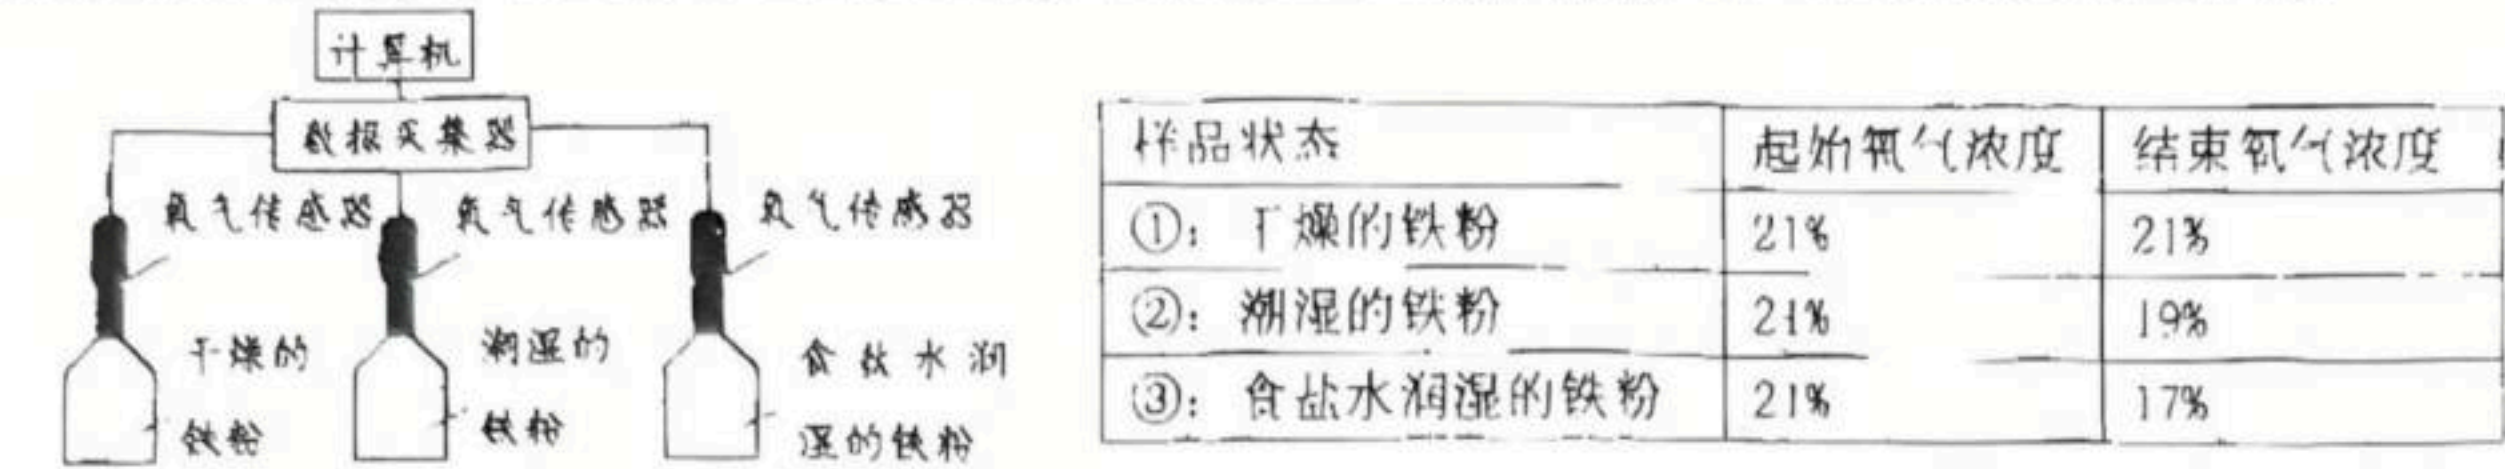 计算机
数据采集器
氧气传感器 氧气传感器 氧气传感器
干燥的
铁粉
潮湿的
铁粉
食盐水润
湿的铁粉
样品状态 起始氧气浓度 结束氧气浓度
①：干燥的铁粉 21% 21%
②：潮湿的铁粉 21% 19%
③：食盐水润湿的铁粉 21% 17%